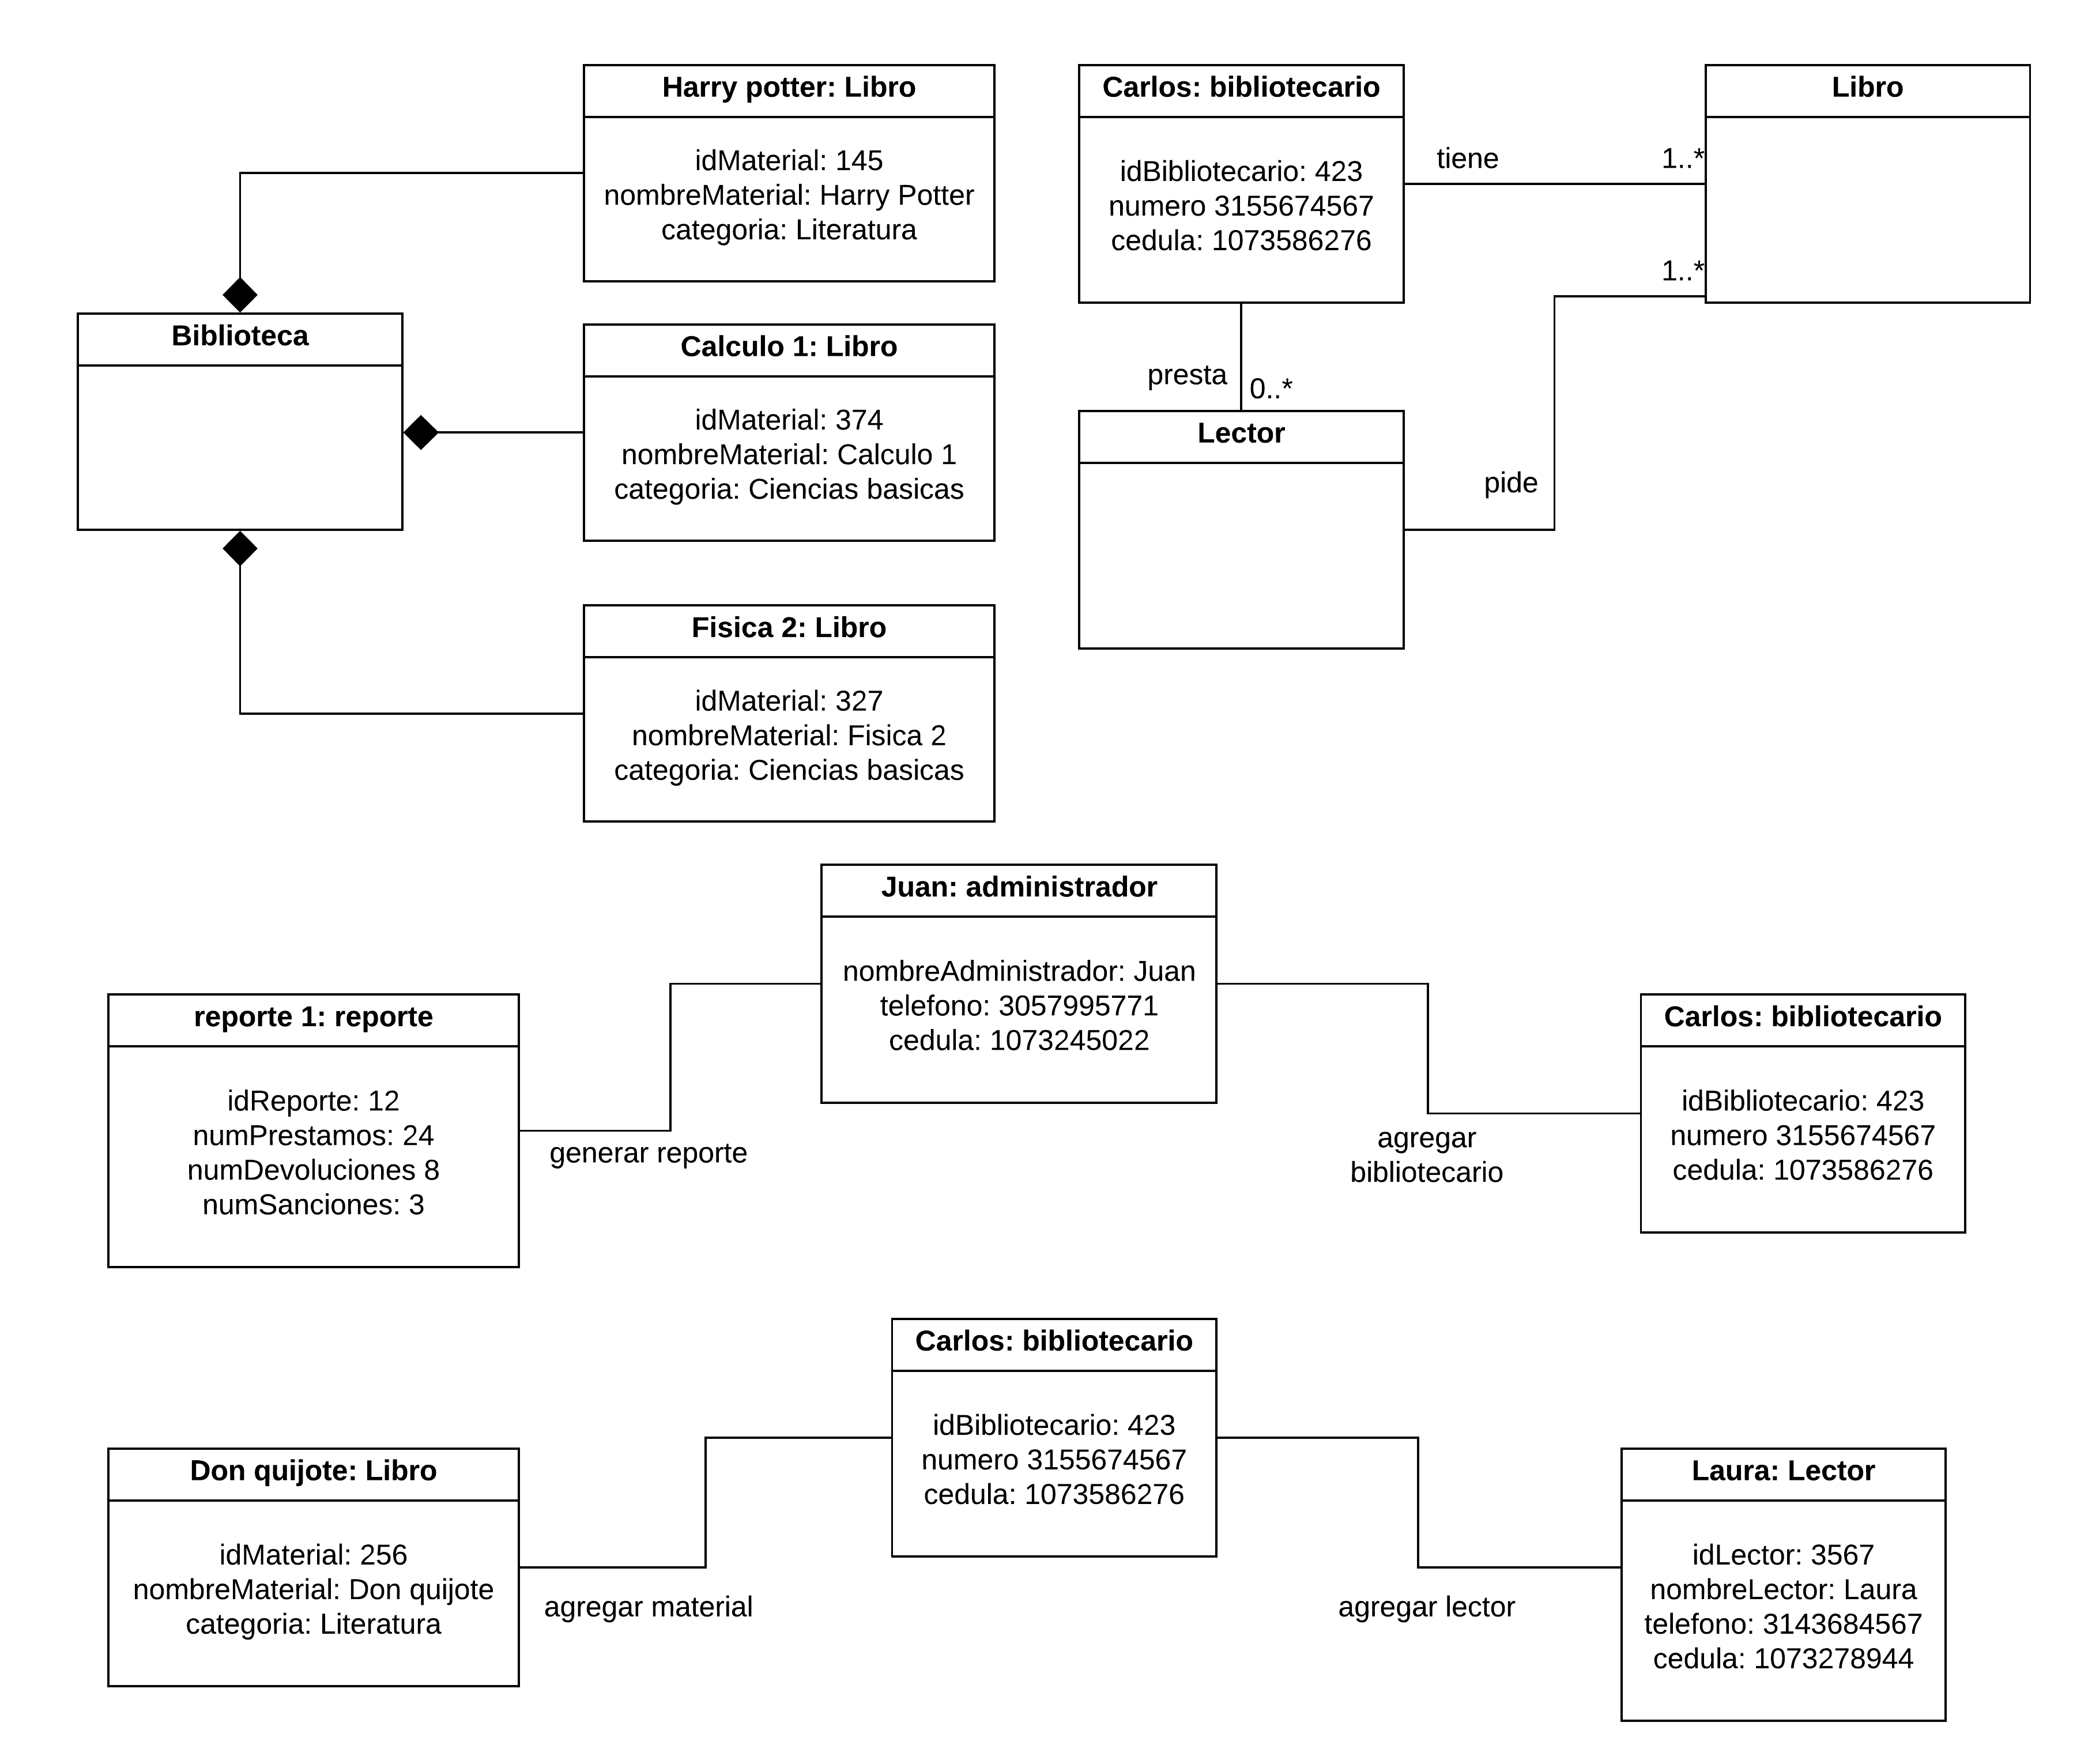 Harry potter: Libro
idMaterial: 145
nombreMaterial: Harry Potter
categoria: Literatura
Biblioteca
Calculo 1: Libro
idMaterial: 374
nombreMaterial: Calculo 1
categoria: Ciencias basicas
Fisica 2: Libro
idMaterial: 327
nombreMaterial: Fisica 2
categoria: Ciencias basicas
Carlos: bibliotecario
idBibliotecario: 423
numero 3155674567
cedula: 1073586276
tiene
1..*
Libro
1..*
presta
0..*
Lector
pide
Juan: administrador
nombreAdministrador: Juan
telefono: 3057995771
cedula: 1073245022
reporte 1: reporte
idReporte: 12
numPrestamos: 24
numDevoluciones 8
numSanciones: 3
generar reporte
agregar
bibliotecario
Carlos: bibliotecario
idBibliotecario: 423
numero 3155674567
cedula: 1073586276
Carlos: bibliotecario
idBibliotecario: 423
numero 3155674567
cedula: 1073586276
Don quijote: Libro
idMaterial: 256
nombreMaterial: Don quijote
categoria: Literatura
agregar material
agregar lector
Laura: Lector
idLector: 3567
nombreLector: Laura
telefono: 3143684567
cedula: 1073278944